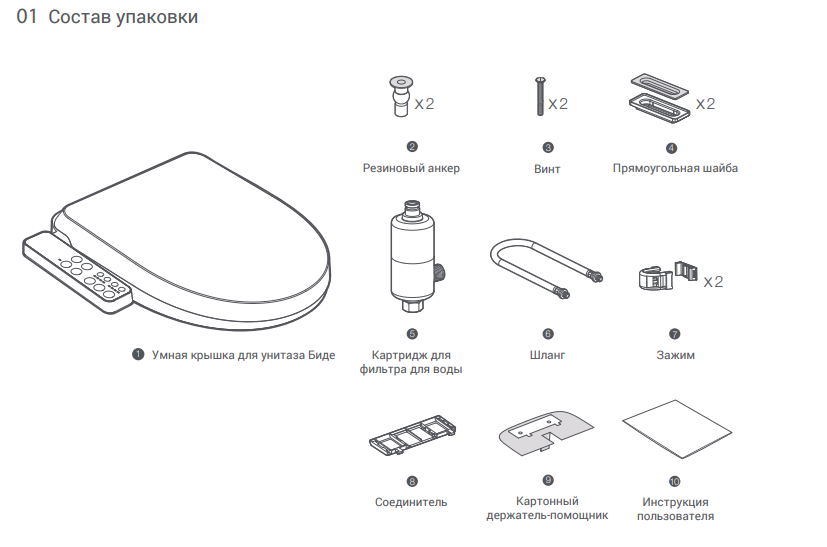 01 Состав упаковки
X2
X2
X2
2
3
4
Резиновый анкер
Винт
Прямоугольная шайба
X2
1 Умная крышка для унитаза Биде
5
6
7
Картридж для
фильтра для воды
Шланг
Зажим
8
9
10
Соединитель
Картонный
держатель-помощник
Инструкция
пользователя